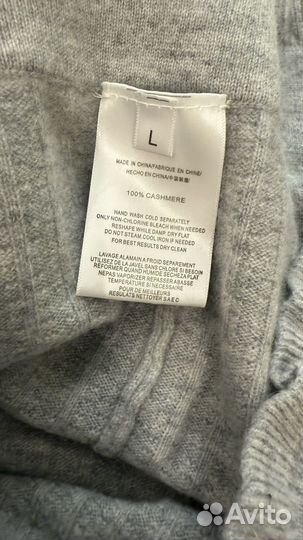 L
MADE IN CHINA/FABRIQUE EN CHINE/
HECHO EN CHINA/中国制造
100% CASHMERE
HAND WASH COLD SEPARATELY
ONLY NON-CHLORINE BLEACH WHEN NEEDED
RESHAPE WHILE DAMP DRY FLAT
DO NOT STEAM COOL IRON IF NEEDED
FOR BEST RESULTS DRY CLEAN
LAVAGE ALAMAIN A FROID SEPAREMENT
UTILISEZ DE LA JAVEL SANS CHLORE SI BESOIN
REFORMER QUAND HUMIDE SECHEZA PLAT
NEPAS VAPORIZER REPASSER ABASSE
TEMPERATURE SI NECESSAIRE
POUR DE MEILLEURS
RESULATS NETTOYER SA E C
Avito